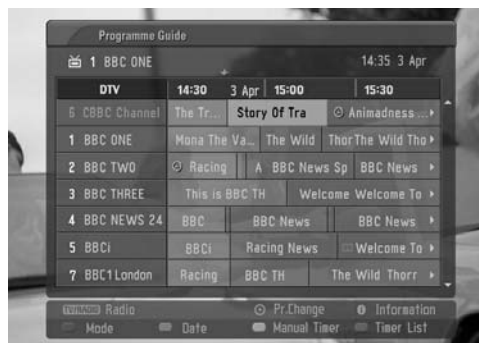 Programme Guide
1 BBC ONE 14:35 3 Apr
DTV 14:30 3 Apr 15:00 15:30
6 CBBC Channel The Tr... Story Of Tra Animadness ...
1 BBC ONE Mona The Va... The Wild ThorThe Wild Tho
2 BBC TWO Racing A BBC News Sp BBC News
3 BBC THREE This is BBC TH Welcome Welcome To
4 BBC NEWS 24 BBC BBC News BBC News
5 BBCi BBCi Racing News Welcome To
7 BBC1 London Racing BBC TH The Wild Thorr
TV/RADIO Radio Pr.Change Information
Mode Date Manual Timer Timer List